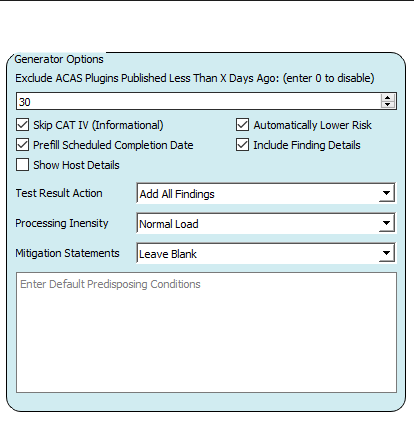 Generator Options
Exclude ACAS Plugins Published Less Than X Days Ago: (enter 0 to disable)
30
Skip CAT IV (Informational) Automatically Lower Risk
Prefill Scheduled Completion Date Include Finding Details
Show Host Details
Test Result Action Add All Findings
Processing Inensity Normal Load
Mitigation Statements Leave Blank
Enter Default Predisposing Conditions